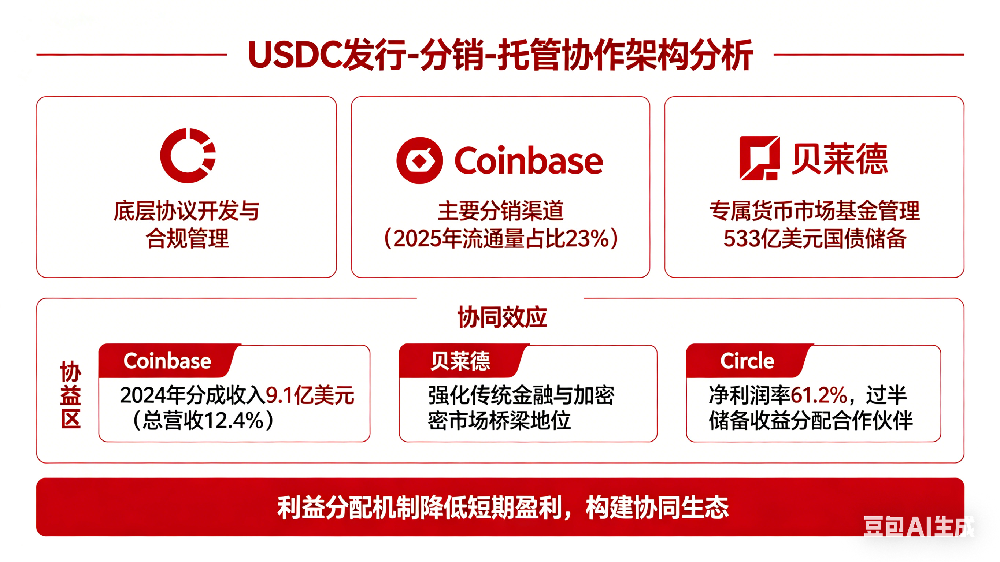 USDC发行-分销-托管协作架构分析
底层协议开发与
合规管理
Coinbase
主要分销渠道
（2025年流通量占比23%）
贝莱德
专属货币市场基金管理
533亿美元国债储备
协同效应
协益区
Coinbase
2024年分成收入9.1亿美元
（总营收12.4%）
贝莱德
强化传统金融与加密
密市场桥梁地位
Circle
净利润率61.2%，过半
储备收益分配合作伙伴
利益分配机制降低短期盈利，构建协同生态
豆包AI生成